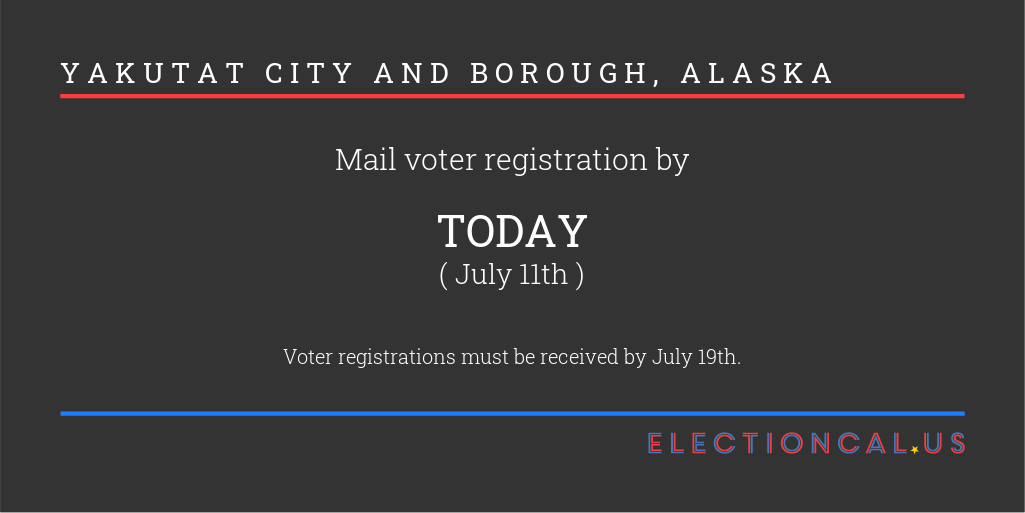 YAKUTAT CITY AND BOROUGH, ALASKA
Mail voter registration by
TODAY
( July 11th )
Voter registrations must be received by July 19th.
ELECTIONCAL.US